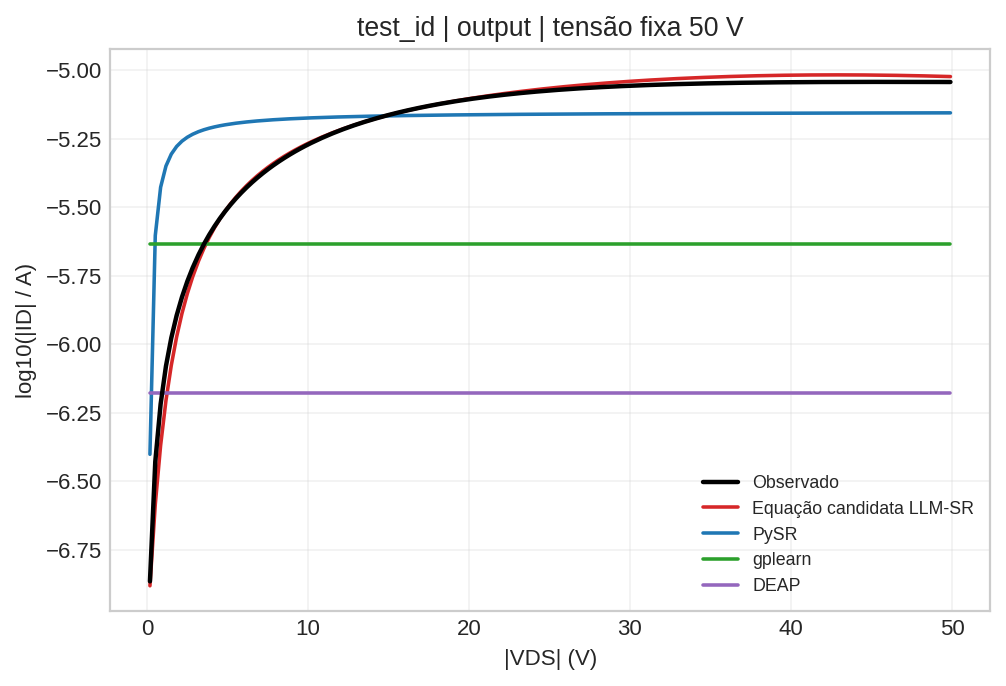 test_id | output | tensão fixa 50 V
log10(|ID| / A)
−5.00
−5.25
−5.50
−5.75
−6.00
−6.25
−6.50
−6.75
Observado
Equação candidata LLM-SR
PySR
gplearn
DEAP
0 10 20 30 40 50
|VDS| (V)